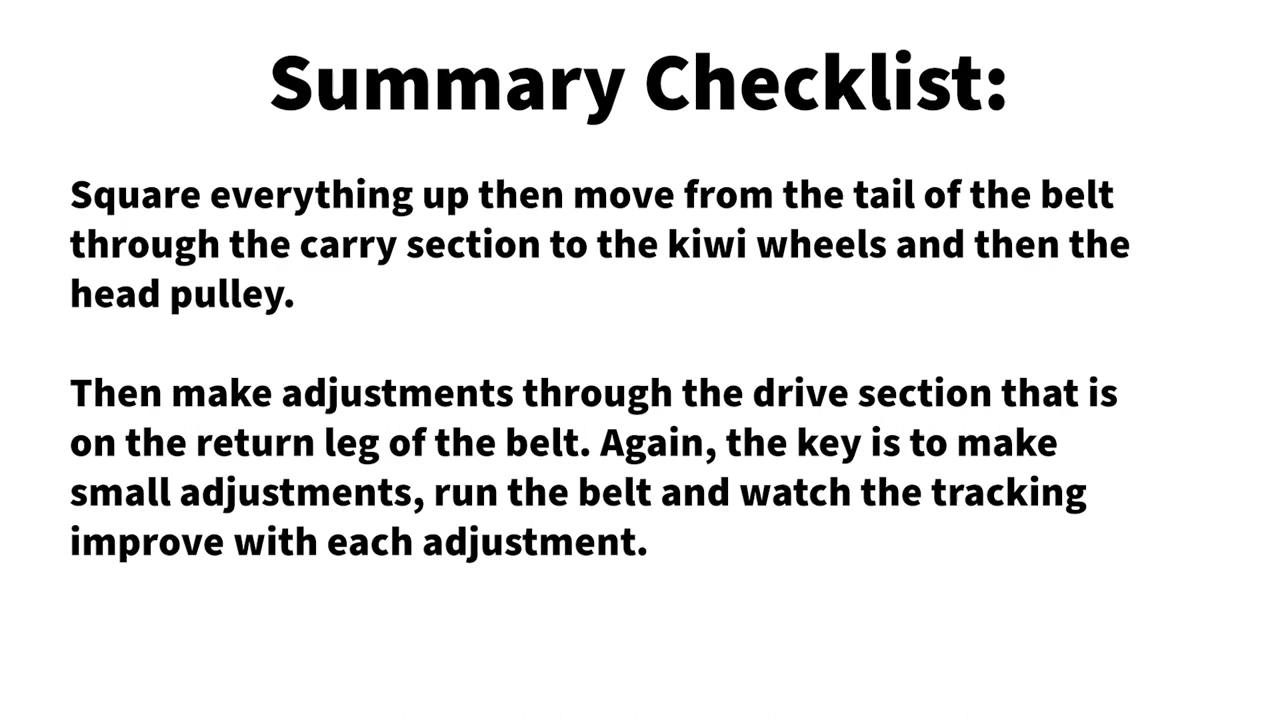 Summary Checklist:
Square everything up then move from the tail of the belt
through the carry section to the kiwi wheels and then the
head pulley.
Then make adjustments through the drive section that is
on the return leg of the belt. Again, the key is to make
small adjustments, run the belt and watch the tracking
improve with each adjustment.